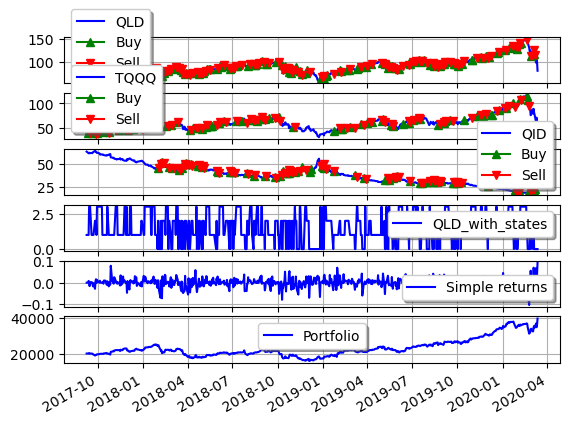 QLD
Buy
Sell
150
100
TQQQ
Buy
Sell
100
50
QID
Buy
Sell
50
25
QLD_with_states
2.5
0.0
Simple returns
0.1
0.0
−0.1
Portfolio
40000
20000
2017-10
2018-01
2018-04
2018-07
2018-10
2019-01
2019-04
2019-07
2019-10
2020-01
2020-04